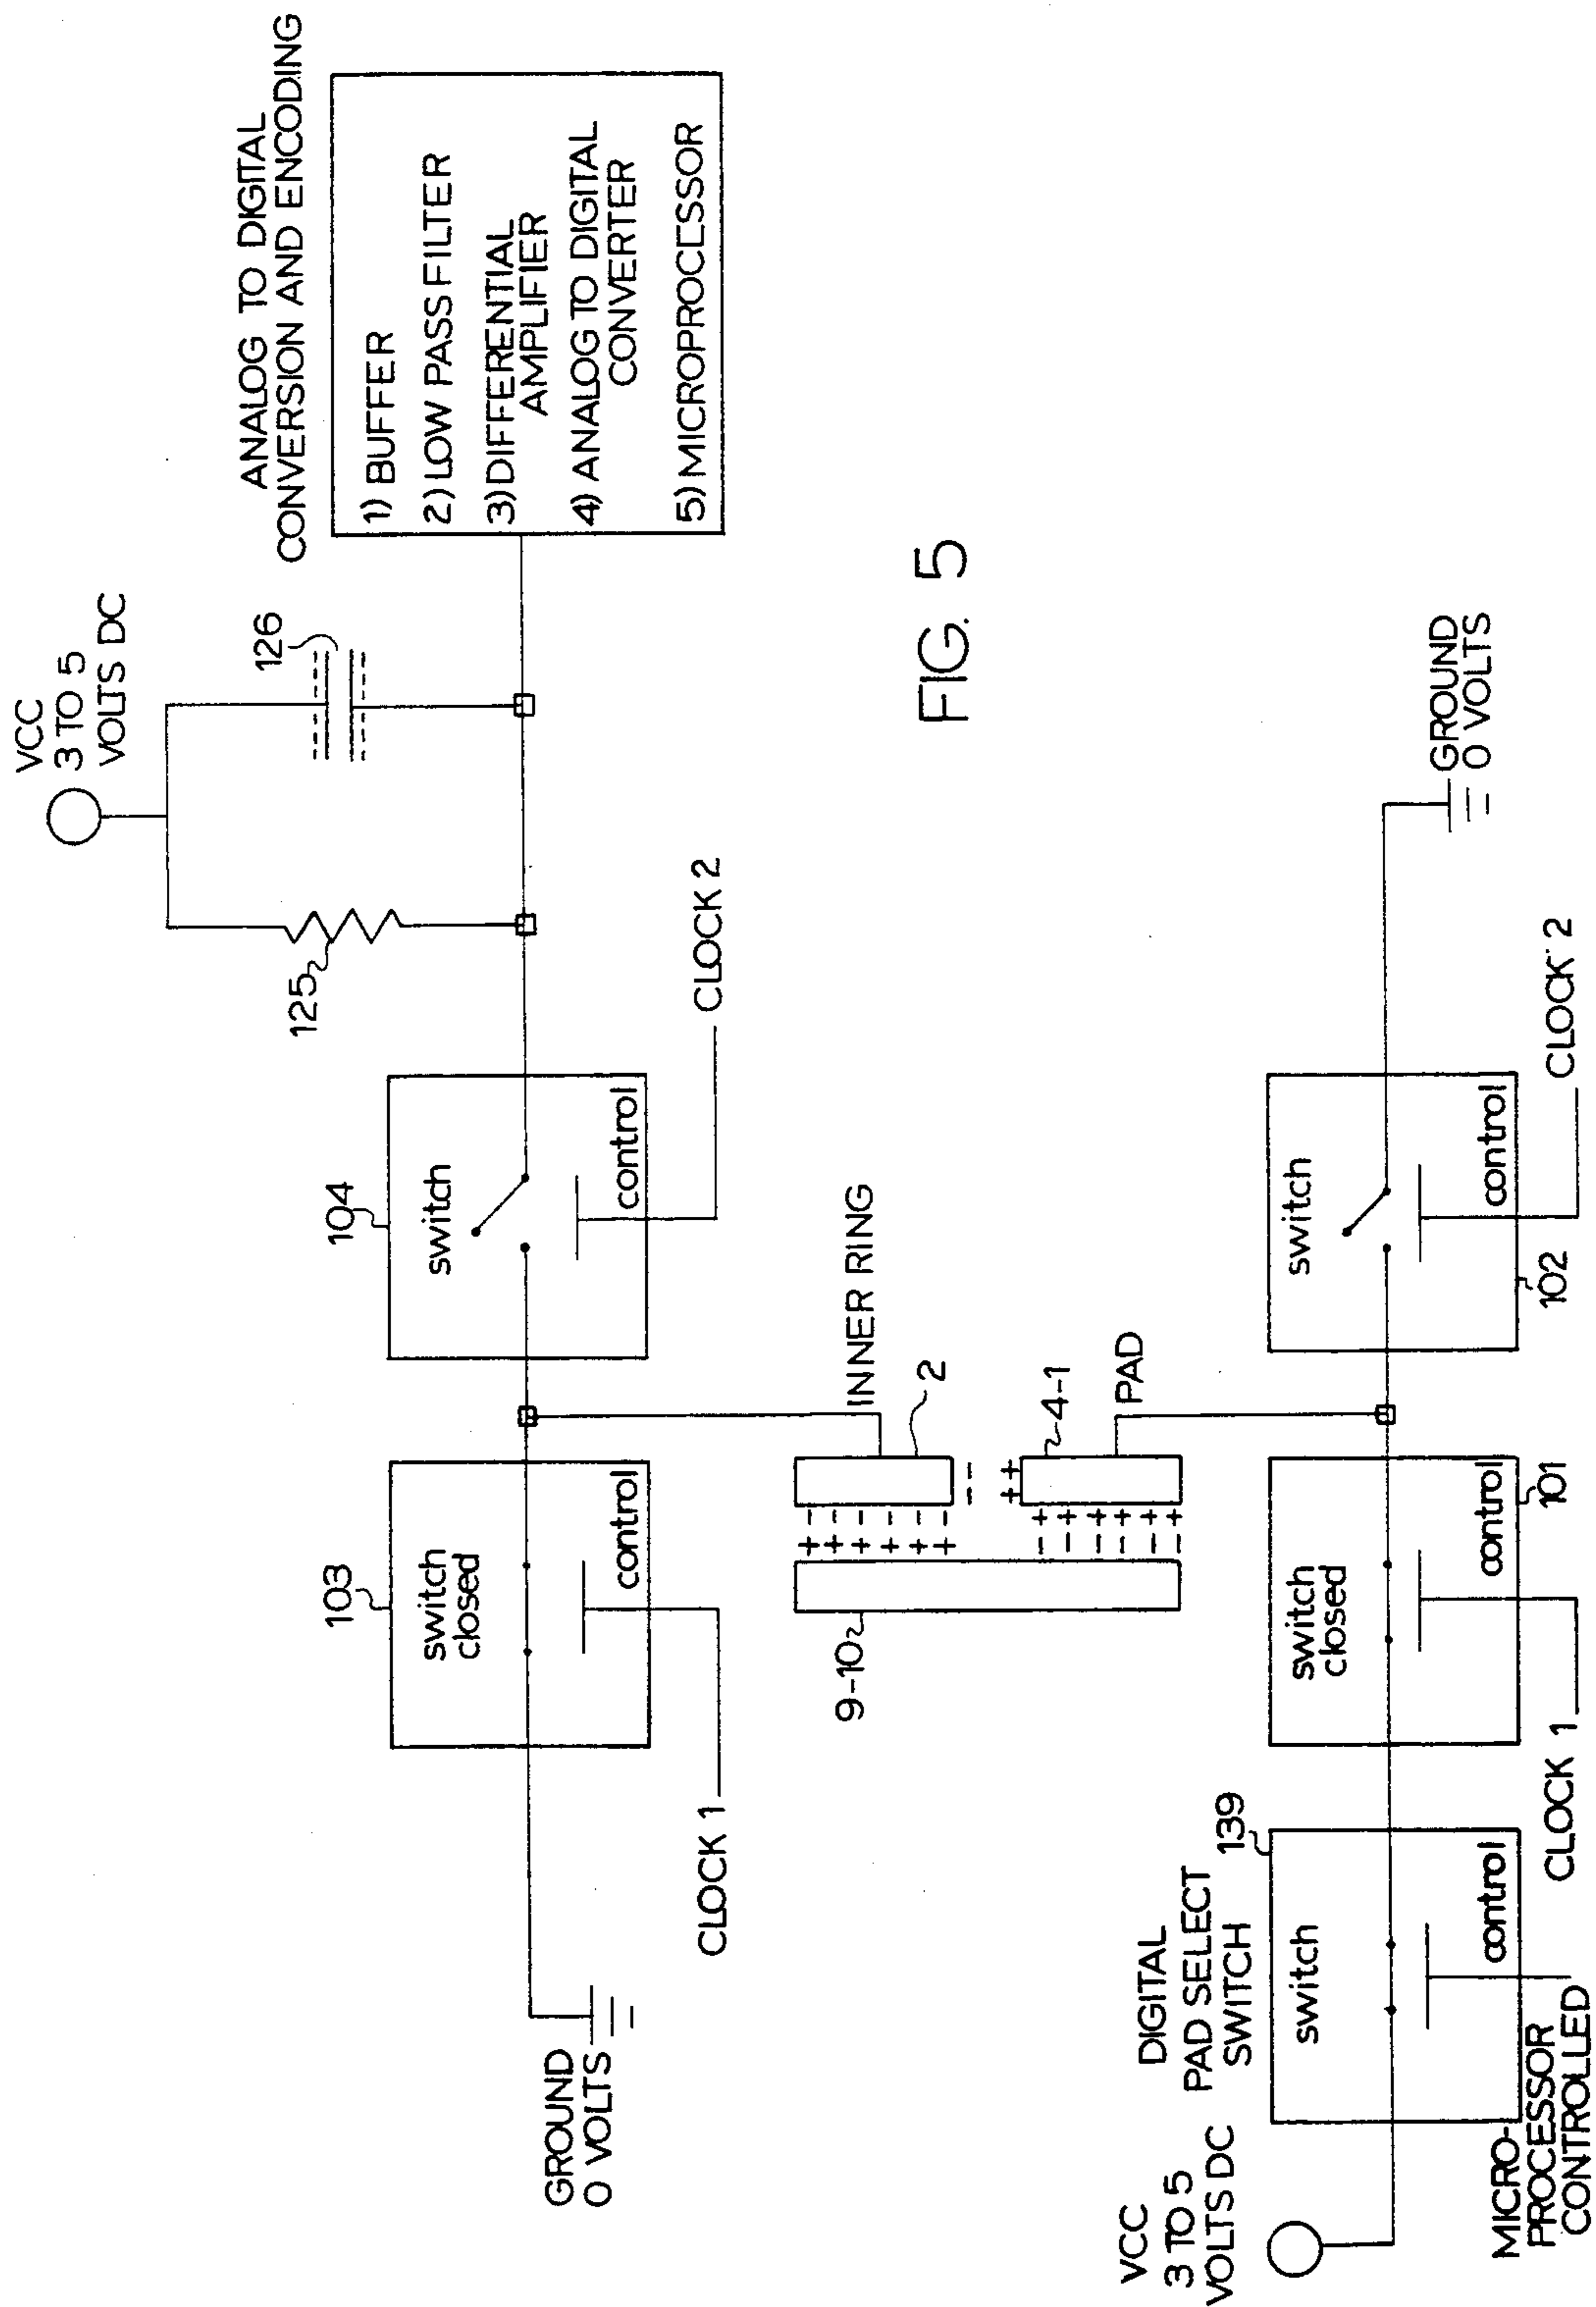 VCC
3 TO 5
VOLTS DC
ANALOG TO DIGITAL
CONVERSION AND ENCODING
1) BUFFER
2) LOW PASS FILTER
3) DIFFERENTIAL
AMPLIFIER
4) ANALOG TO DIGITAL
CONVERTER
5) MICROPROCESSOR
125
126
103
switch
closed
control
CLOCK 1
104
switch
control
CLOCK 2
GROUND
0 VOLTS
INNER RING
2
4-1
PAD
9-10
VCC
3 TO 5
VOLTS DC
DIGITAL
PAD SELECT
SWITCH
139
switch
control
MICRO-
PROCESSOR
CONTROLLED
switch
closed
control
101
CLOCK 1
switch
control
102
CLOCK 2
GROUND
0 VOLTS
FIG. 5